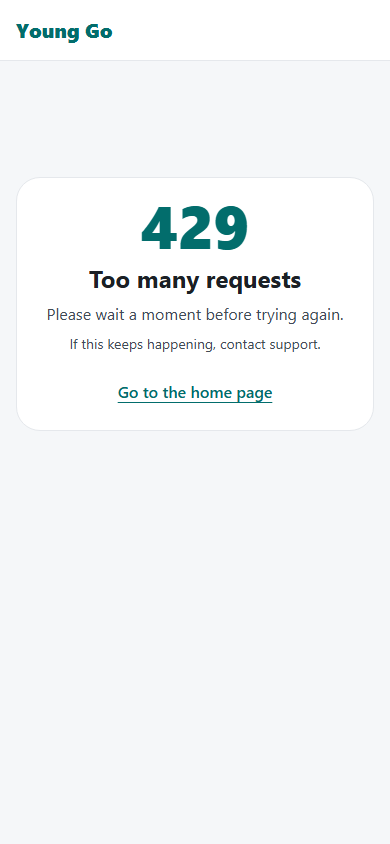 Young Go
429
Too many requests
Please wait a moment before trying again.
If this keeps happening, contact support.
Go to the home page